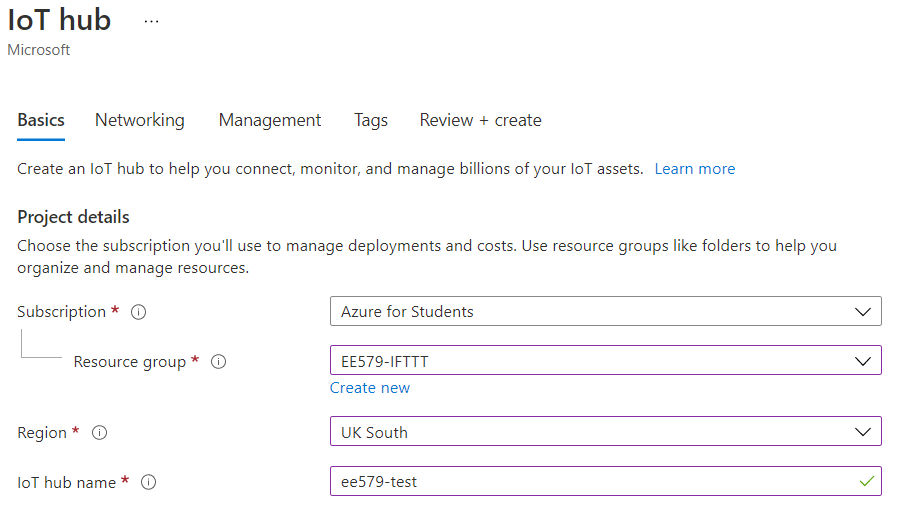 IoT hub ...
Microsoft
Basics Networking Management Tags Review + create
Create an IoT hub to help you connect, monitor, and manage billions of your IoT assets. Learn more
Project details
Choose the subscription you'll use to manage deployments and costs. Use resource groups like folders to help you
organize and manage resources.
Subscription * Azure for Students
Resource group * EE579-IFTTT
Create new
Region * UK South
IoT hub name * ee579-test